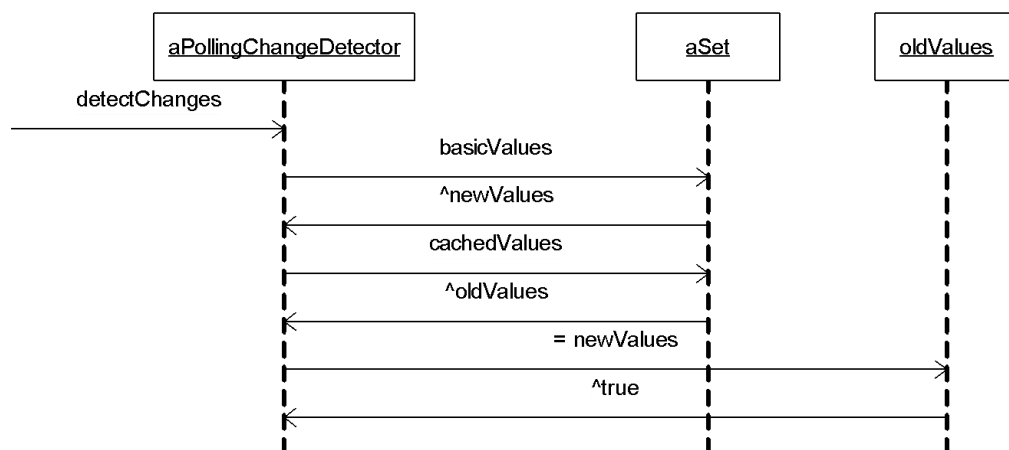 aPollingChangeDetector aSet oldValues
detectChanges
basicValues
^newValues
cachedValues
^oldValues
= newValues
^true